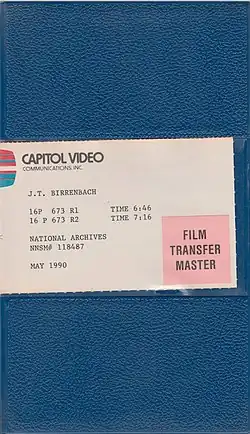 CAPITOL VIDEO
COMMUNICATIONS, INC.
J.T. BIRRENBACH
16P 673 R1 TIME 6:46
16 P 673 R2 TIME 7:16
NATIONAL ARCHIVES
NNSM# 118487
MAY 1990
FILM
TRANSFER
MASTER